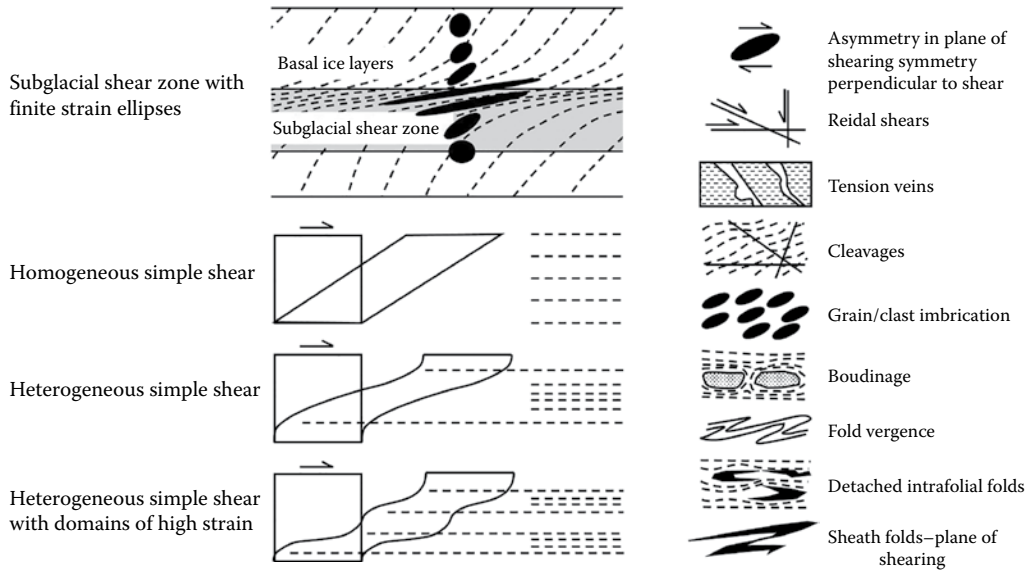 Subglacial shear zone with
finite strain ellipses
Basal ice layers
Subglacial shear zone
Homogeneous simple shear
Heterogeneous simple shear
Heterogeneous simple shear
with domains of high strain
Asymmetry in plane of
shearing symmetry
perpendicular to shear
Reidal shears
Tension veins
Cleavages
Grain/clast imbrication
Boudinage
Fold vergence
Detached intrafolial folds
Sheath folds–plane of
shearing